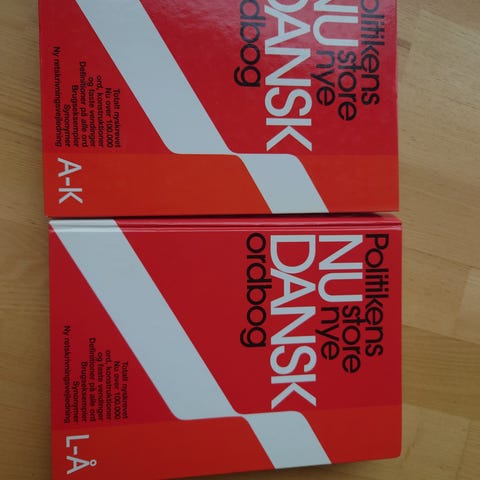 Politikens
store
NU nye
DANSK
ordbog
Totalt nyskrevet
Nu over 100.000
ord, konstruktioner
og faste vendinger
Definitioner på alle ord
Brugseksempler
Synonymer
Ny retskrivningsvejledning
A-K
Politikens
store
NU nye
DANSK
ordbog
Totalt nyskrevet
Nu over 100.000
ord, konstruktioner
og faste vendinger
Definitioner på alle ord
Brugseksempler
Synonymer
Ny retskrivningsvejledning
L-Å